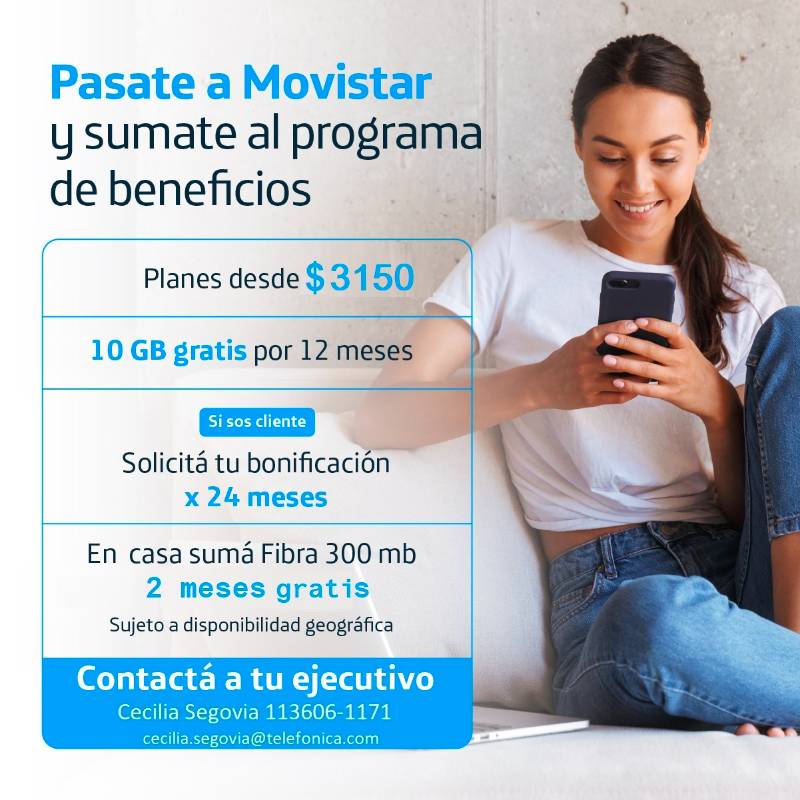 Pasate a Movistar
y sumate al programa
de beneficios
Planes desde $3150
10 GB gratis por 12 meses
Si sos cliente
Solicitá tu bonificación
x 24 meses
En casa sumá Fibra 300 mb
2 meses gratis
Sujeto a disponibilidad geográfica
Contactá a tu ejecutivo
Cecilia Segovia 113606-1171
cecilia.segovia@telefonica.com